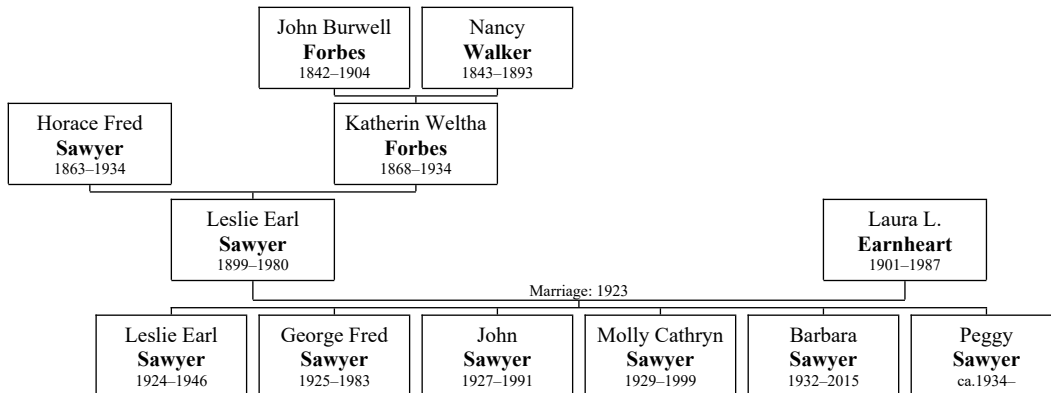 John Burwell
Forbes
1842–1904
Nancy
Walker
1843–1893
Horace Fred
Sawyer
1863–1934
Katherin Weltha
Forbes
1868–1934
Leslie Earl
Sawyer
1899–1980
Laura L.
Earnheart
1901–1987
Marriage: 1923
Leslie Earl
Sawyer
1924–1946
George Fred
Sawyer
1925–1983
John
Sawyer
1927–1991
Molly Cathryn
Sawyer
1929–1999
Barbara
Sawyer
1932–2015
Peggy
Sawyer
ca.1934–